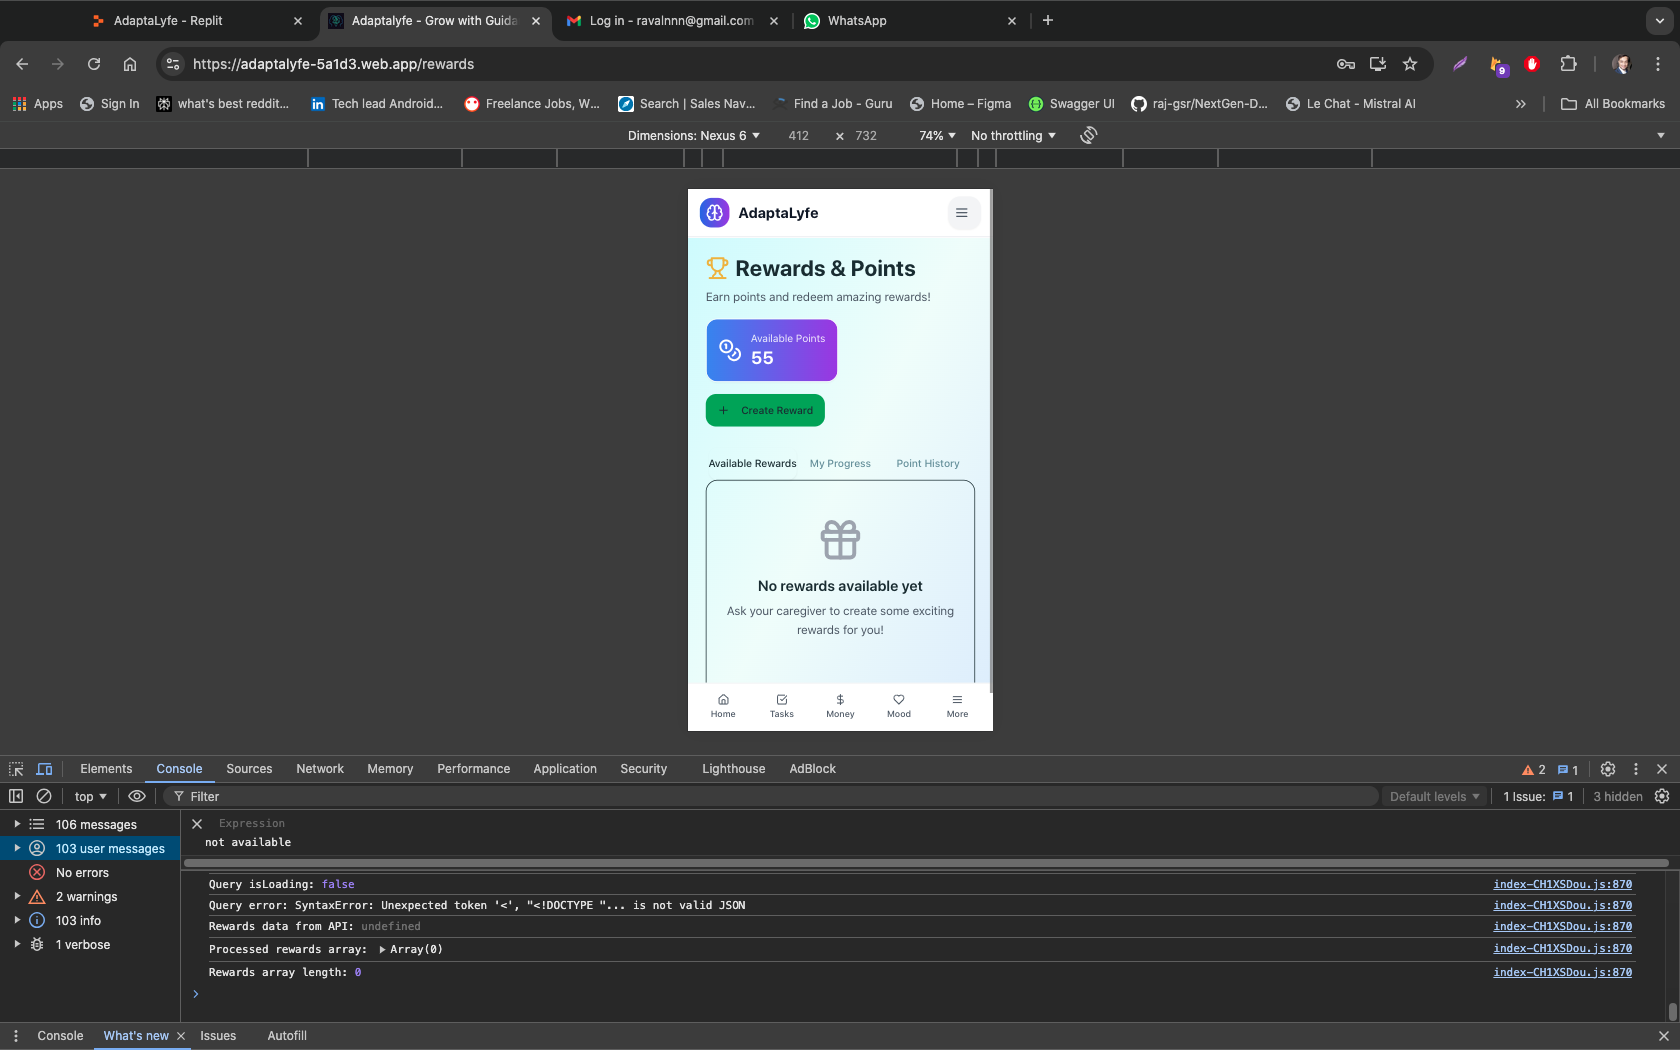 AdaptaLyfe - Replit
Adaptalyfe - Grow with Guida
Log in - ravalnnn@gmail.com
WhatsApp
https://adaptalyfe-5a1d3.web.app/rewards
9
Apps
Sign In
what's best reddit...
Tech lead Android...
Freelance Jobs, W...
Search | Sales Nav...
Find a Job - Guru
Home – Figma
Swagger UI
raj-gsr/NextGen-D...
Le Chat - Mistral AI
All Bookmarks
Dimensions: Nexus 6
412 × 732
74%
No throttling
AdaptaLyfe
Rewards & Points
Earn points and redeem amazing rewards!
Available Points
55
+ Create Reward
Available Rewards
My Progress
Point History
No rewards available yet
Ask your caregiver to create some exciting
rewards for you!
Home
Tasks
Money
Mood
More
Elements
Console
Sources
Network
Memory
Performance
Application
Security
Lighthouse
AdBlock
2
1
top
Filter
Default levels
1 Issue: 1
3 hidden
106 messages
103 user messages
No errors
2 warnings
103 info
1 verbose
Expression
not available
Query isLoading: false index-CH1XSDou.js:870
Query error: SyntaxError: Unexpected token '<', "<!DOCTYPE "... is not valid JSON index-CH1XSDou.js:870
Rewards data from API: undefined index-CH1XSDou.js:870
Processed rewards array: Array(0) index-CH1XSDou.js:870
Rewards array length: 0 index-CH1XSDou.js:870
Console
What's new
Issues
Autofill